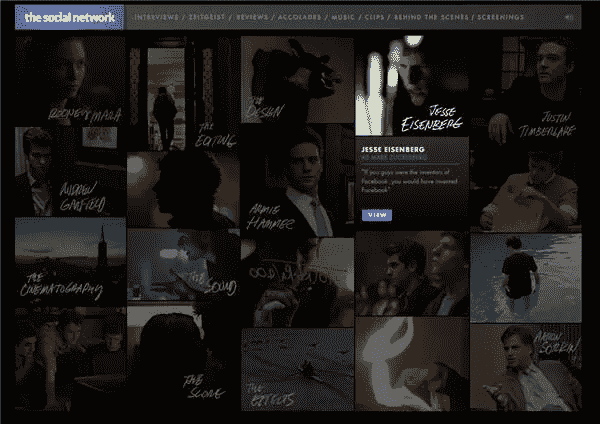 the social network
INTERVIEWS / ZEITGEIST / REVIEWS / ACCOLADES / MUSIC / CLIPS / BEHIND THE SCENES / SCREENINGS
ROONEY MARA
THE
EDITING
THE
DESIGN
JESSE
EISENBERG
JUSTIN
TIMBERLAKE
JESSE EISENBERG
AS MARK ZUCKERBERG
"If you guys were the inventors of
Facebook, you would have invented
Facebook"
VIEW
ANDREW
GARFIELD
ARMIE
HAMMER
THE
CINEMATOGRAPHY
THE SOUND
THE
SCORE
THE
EFFECTS
AARON
SORKIN